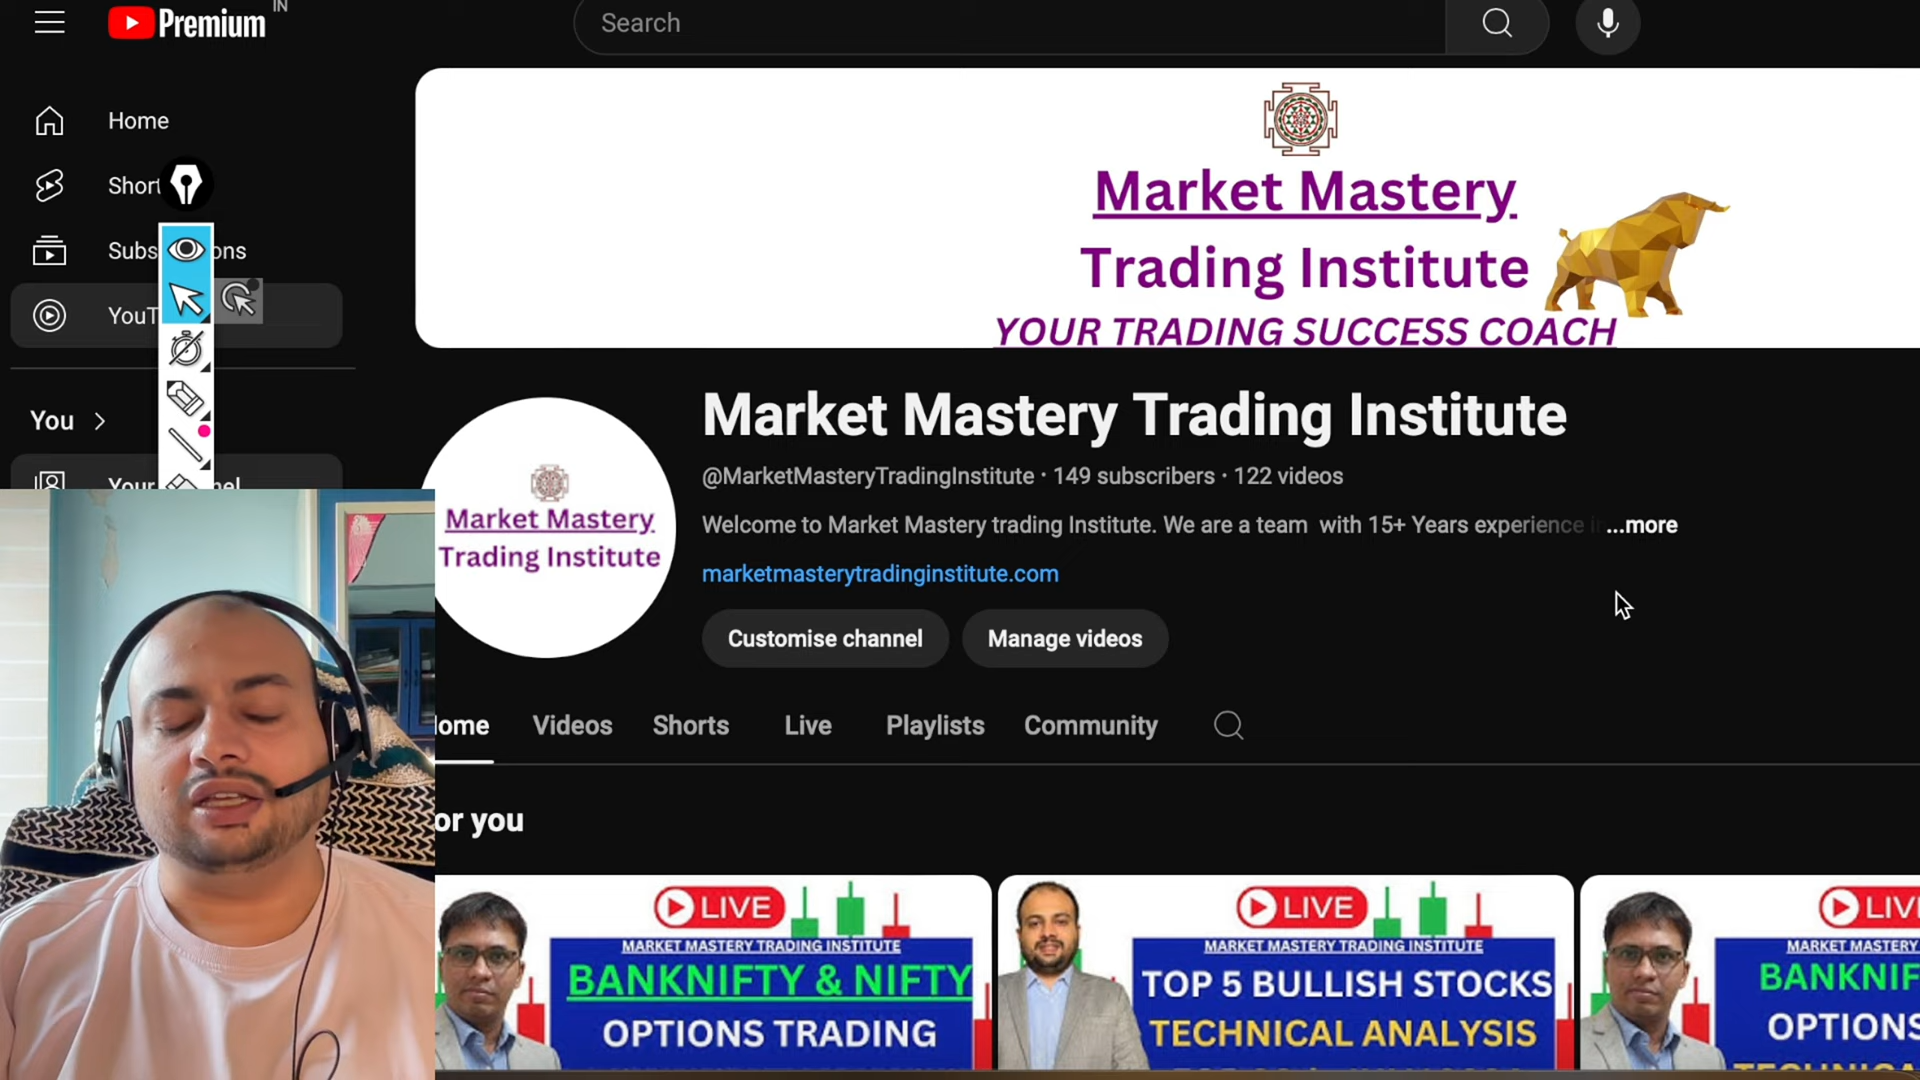 Premium IN
Search
Home
Short
Subs ons
YouT
You
Your el
Market Mastery
Trading Institute
YOUR TRADING SUCCESS COACH
Market Mastery
Trading Institute
Market Mastery Trading Institute
@MarketMasteryTradingInstitute · 149 subscribers · 122 videos
Welcome to Market Mastery trading Institute. We are a team with 15+ Years experience ...more
marketmasterytradinginstitute.com
Customise channel
Manage videos
ome
Videos
Shorts
Live
Playlists
Community
or you
LIVE
MARKET MASTERY TRADING INSTITUTE
BANKNIFTY & NIFTY
OPTIONS TRADING
LIVE
MARKET MASTERY TRADING INSTITUTE
TOP 5 BULLISH STOCKS
TECHNICAL ANALYSIS
LIV
MARKET MASTERY
BANKNIF
OPTIONS